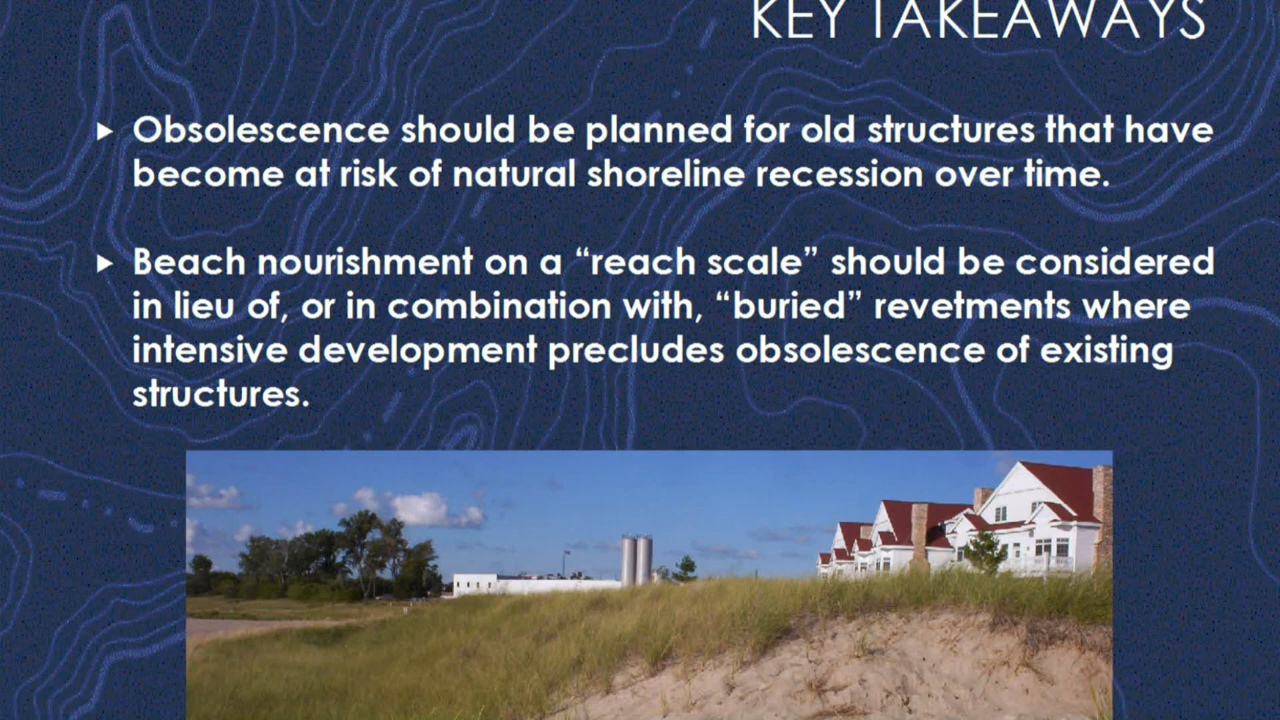 KEY TAKEAWAYS
Obsolescence should be planned for old structures that have
become at risk of natural shoreline recession over time.
Beach nourishment on a “reach scale” should be considered
in lieu of, or in combination with, “buried” revetments where
intensive development precludes obsolescence of existing
structures.